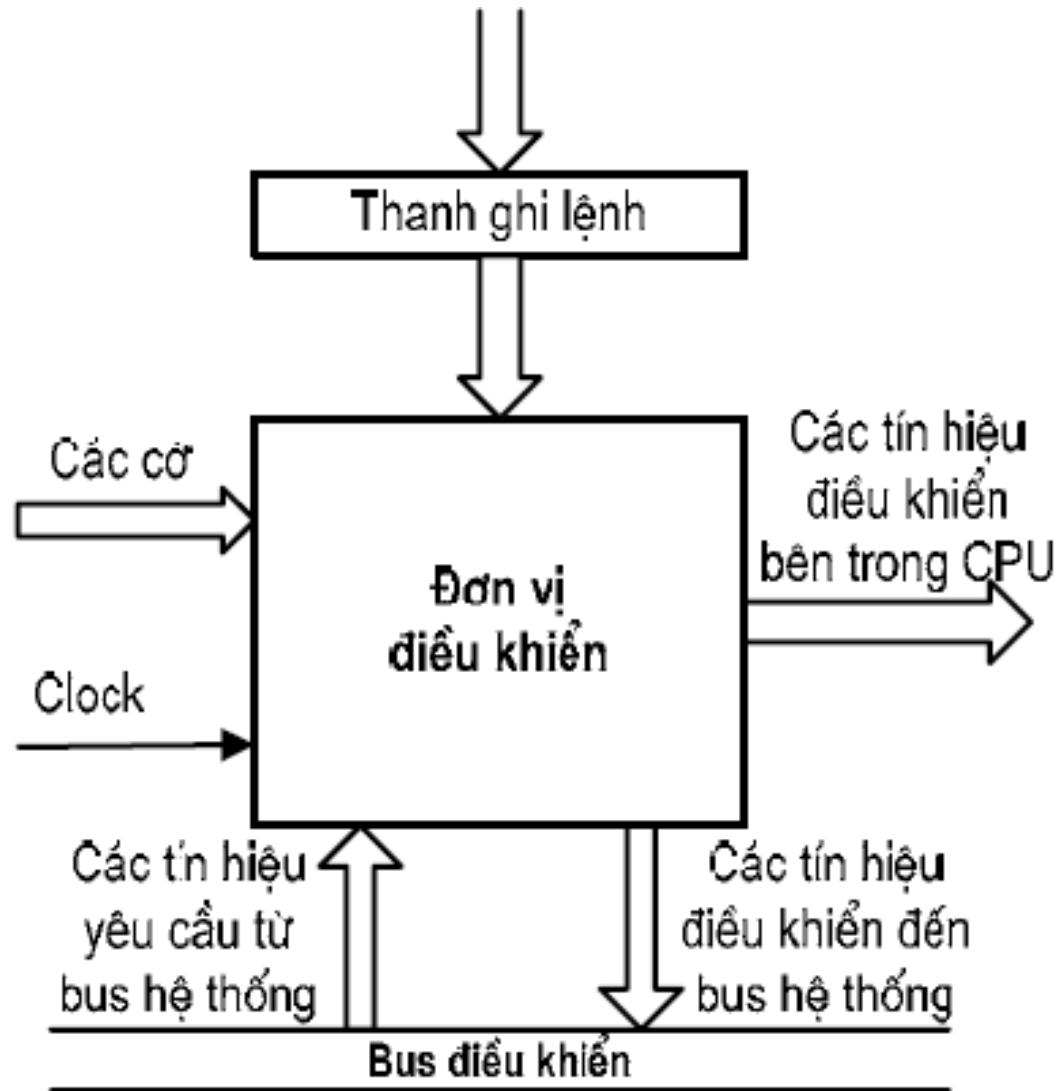 Thanh ghi lệnh
Các cờ
Clock
Đơn vị
điều khiển
Các tín hiệu
điều khiển
bên trong CPU
Các tín hiệu
yêu cầu từ
bus hệ thống
Các tín hiệu
điều khiển đến
bus hệ thống
Bus điều khiển